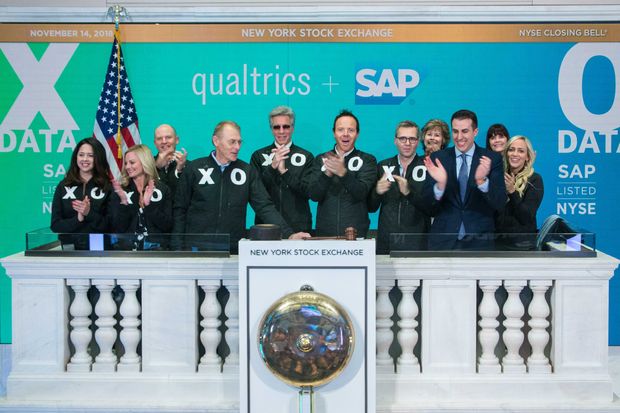 NOVEMBER 14, 2018
NEW YORK STOCK EXCHANGE
NYSE CLOSING BELL®
qualtrics + SAP
X
DATA
SAP
LISTED
O
DATA
SAP
LISTED
NYSE
X O
X O
X O
X O
X O
X O
NEW YORK STOCK EXCHANGE